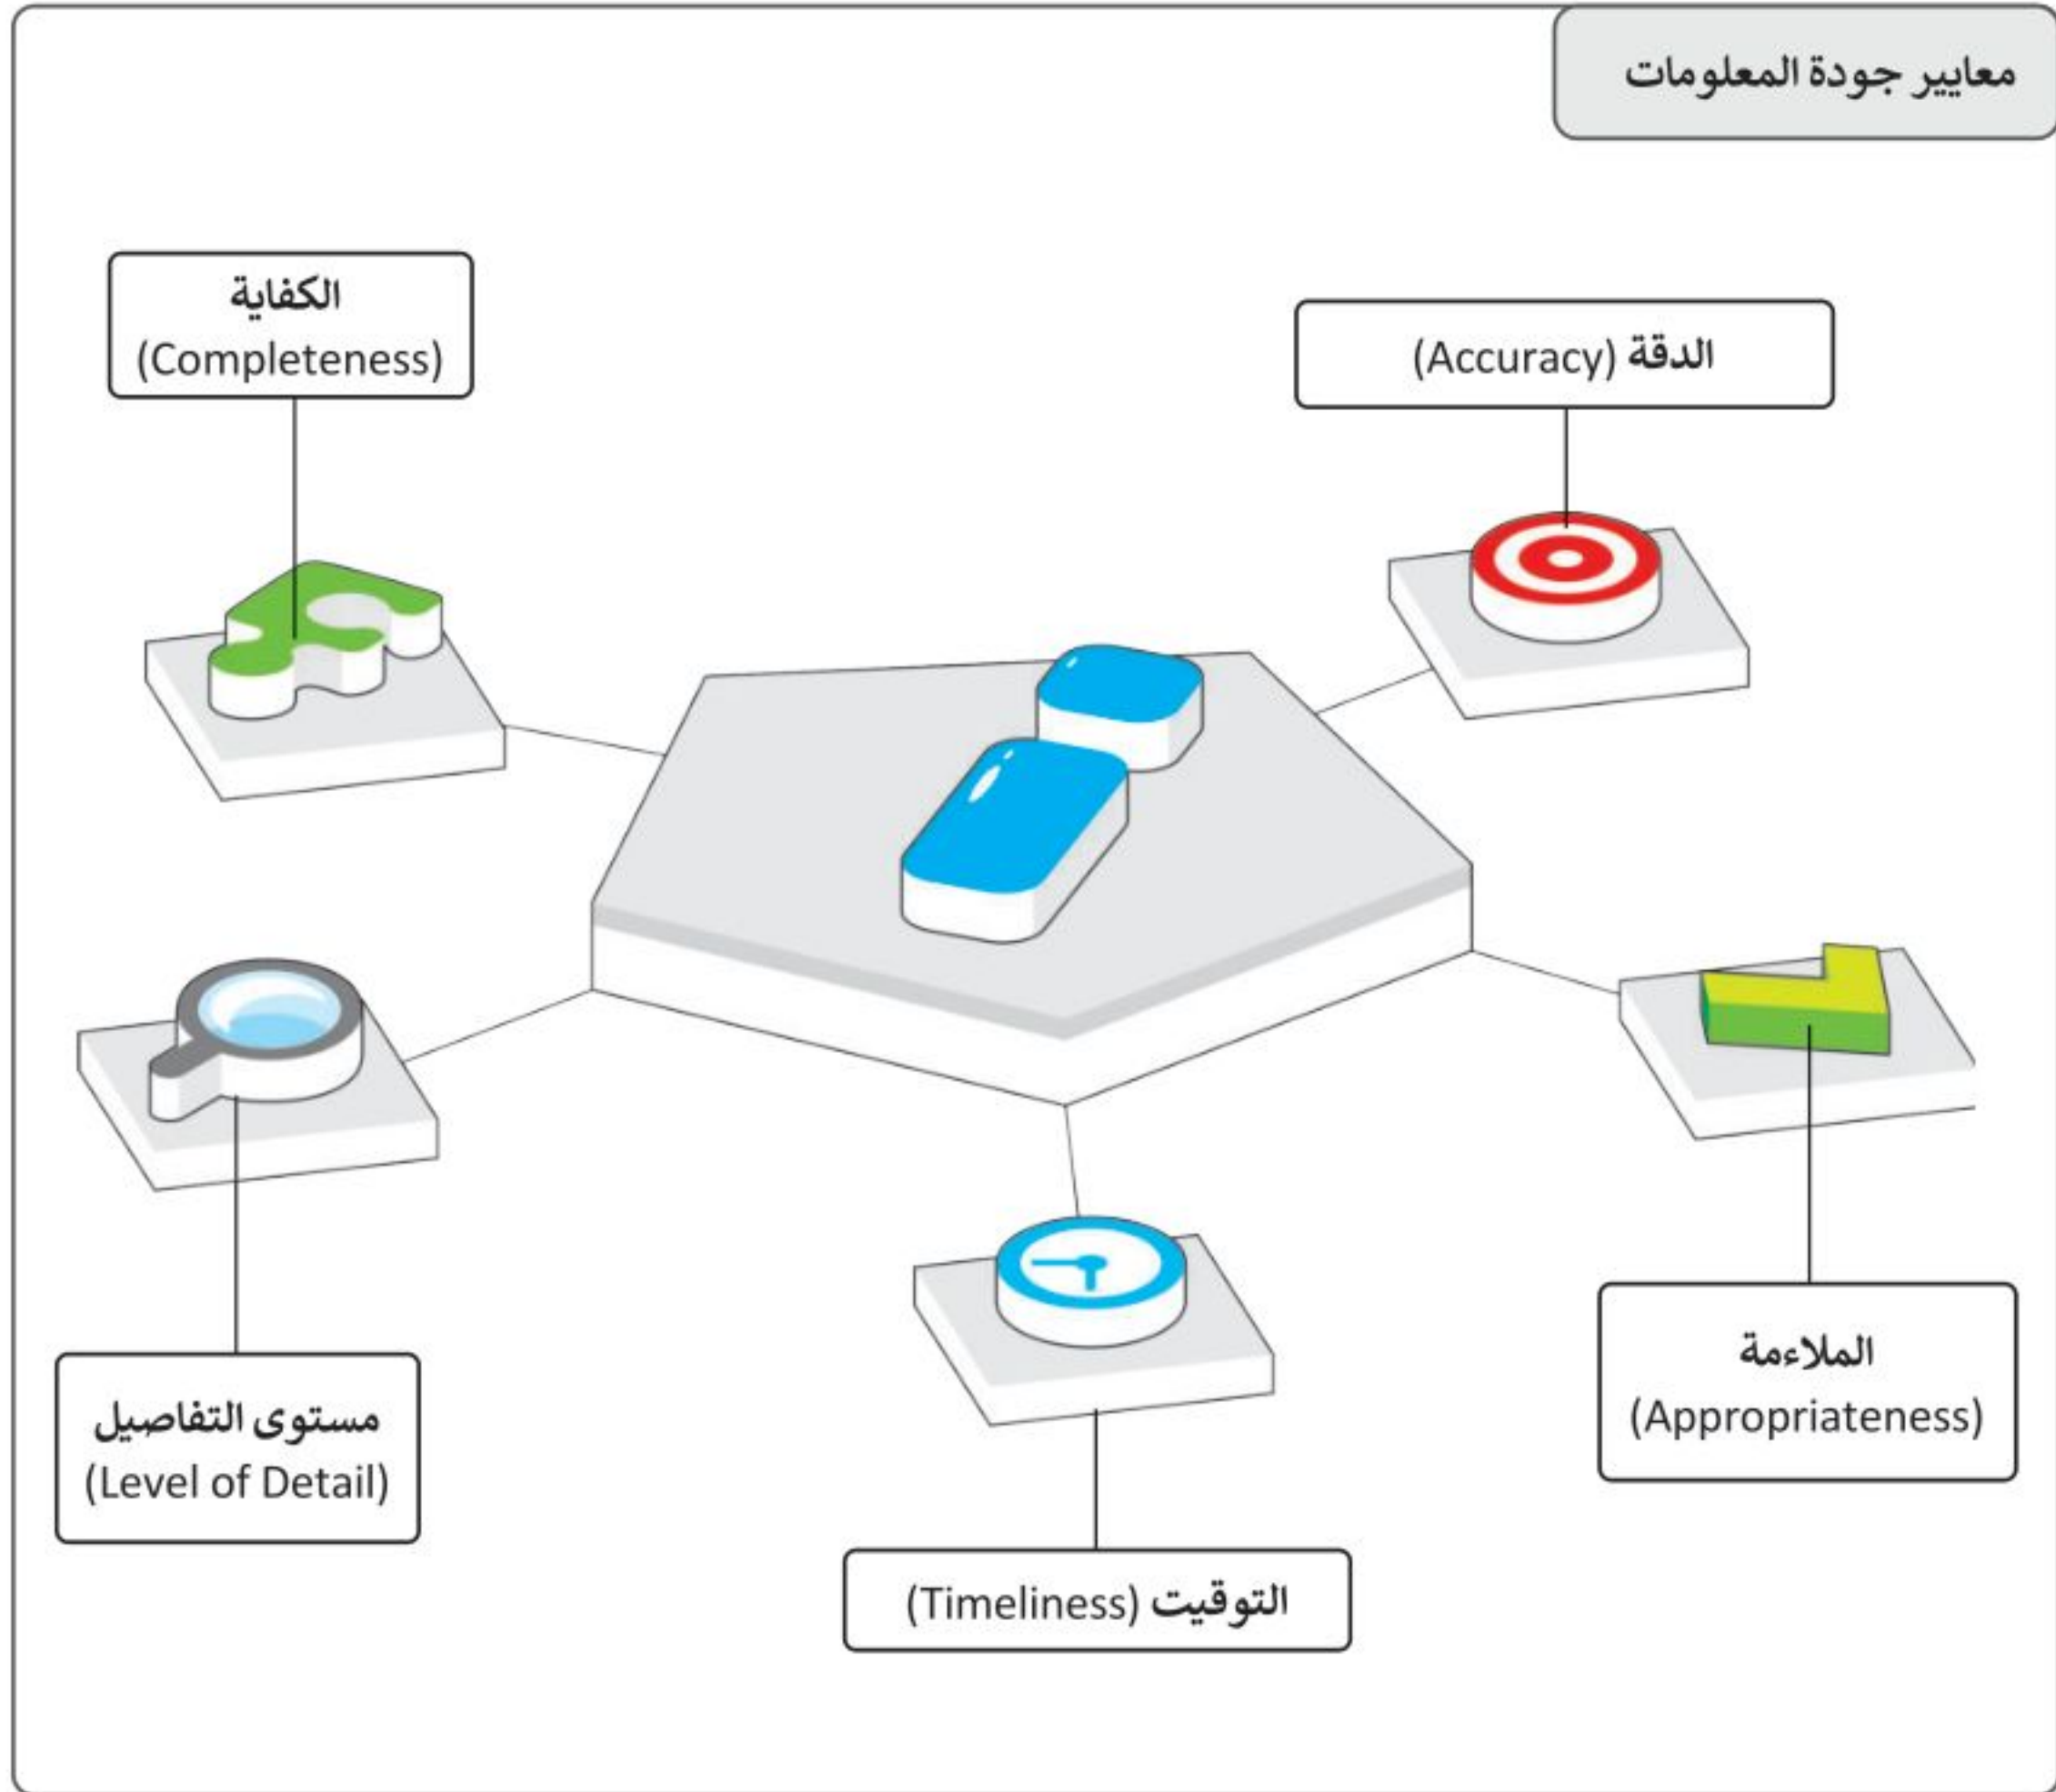 معايير جودة المعلومات
الدقة (Accuracy)
الكفاية
(Completeness)
الملاءمة
(Appropriateness)
مستوى التفاصيل
(Level of Detail)
التوقيت (Timeliness)